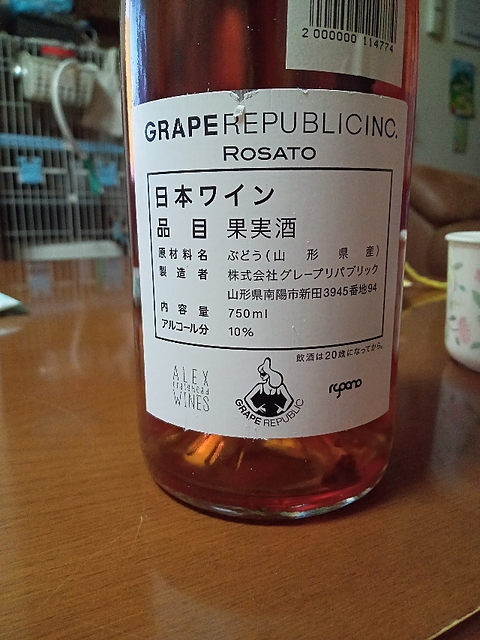 2 000000 114774
GRAPEREPUBLICINC.
ROSATO
日本ワイン
品目 果実酒
原材料名 ぶどう(山形県産)
製造者 株式会社グレープリパブリック
山形県南陽市新田3945番地94
内容量 750ml
アルコール分 10%
飲酒は20歳になってから。
ALEX
WINES
GRAPE REPUBLIC